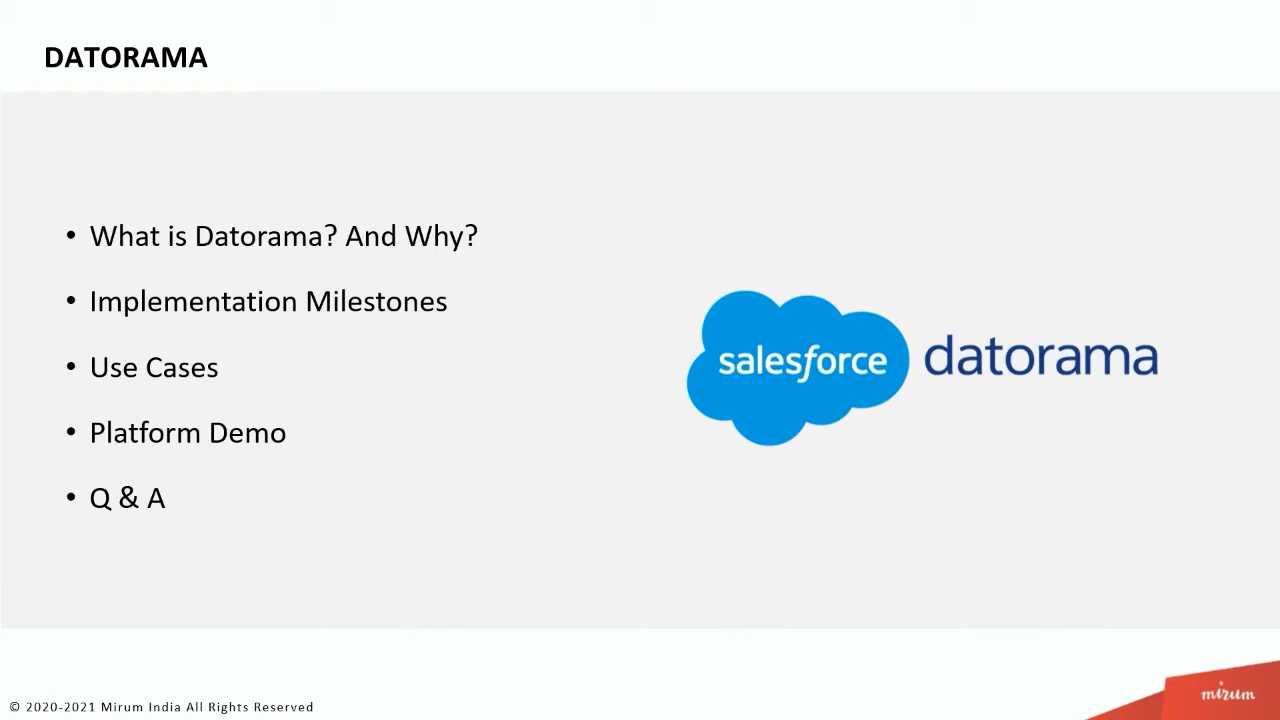 DATORAMA
• What is Datorama? And Why?
• Implementation Milestones
• Use Cases
• Platform Demo
• Q & A
salesforce datorama
© 2020-2021 Mirum India All Rights Reserved
mirum